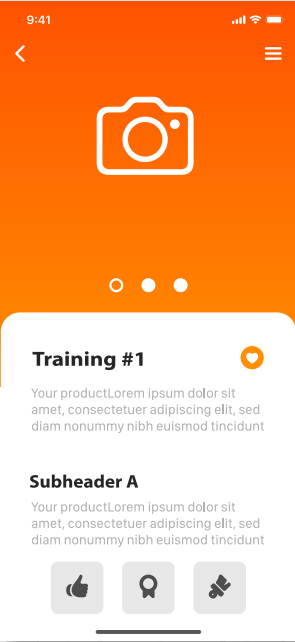 9:41
Training #1
Your productLorem ipsum dolor sit
amet, consectetuer adipiscing elit, sed
diam nonummy nibh euismod tincidunt
Subheader A
Your productLorem ipsum dolor sit
amet, consectetuer adipiscing elit, sed
diam nonummy nibh euismod tincidunt